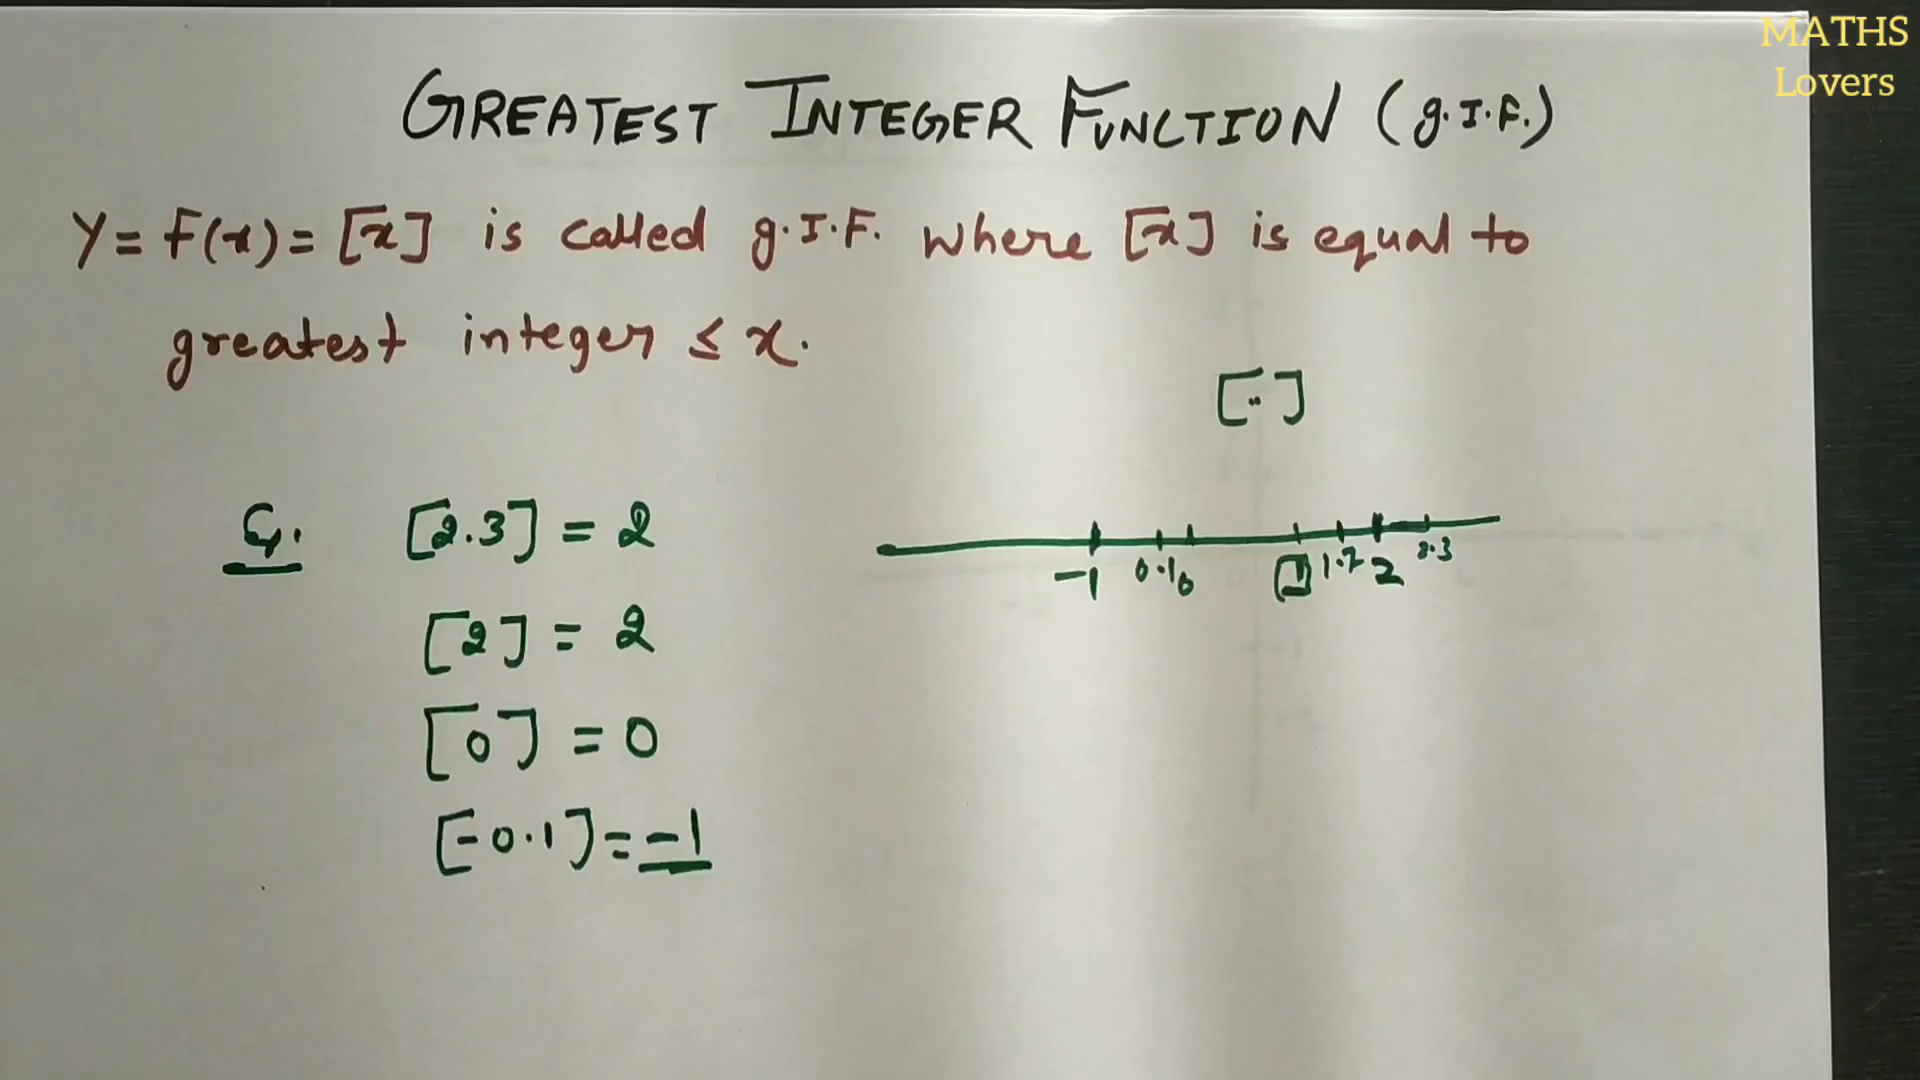 MATHS
Lovers
GREATEST INTEGER FUNCTION (g.I.F.)
Y = F(x) = [x] is called g.I.F. where [x] is equal to
greatest integer ≤ x.
[..]
[2.3] = 2
-1 0.1 0 1 1.7 2 2.3
[2] = 2
[0] = 0
[-0.1] = -1